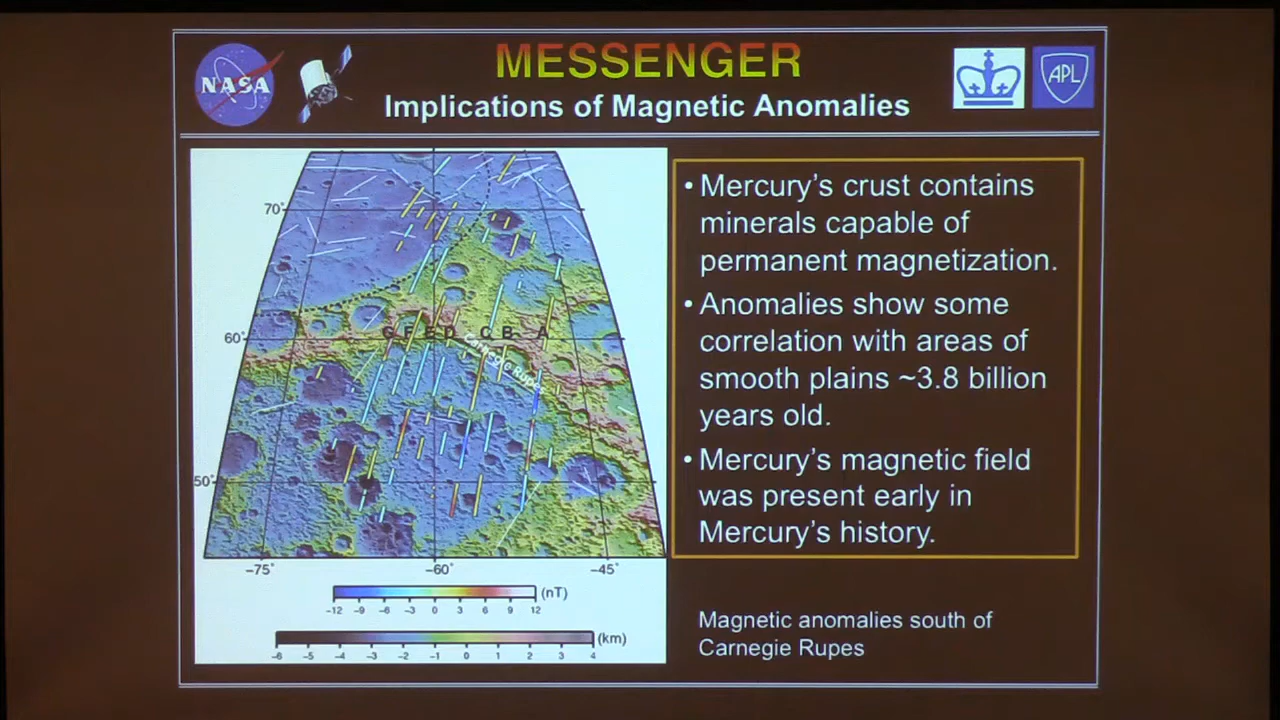 MESSENGER
NASA
Implications of Magnetic Anomalies
APL
70°
60°
50°
G F E D C B A
Carnegie Rupes
−75°
−60°
−45°
(nT)
−12 −9 −6 −3 0 3 6 9 12
(km)
−6 −5 −4 −3 −2 −1 0 1 2 3 4
• Mercury's crust contains
minerals capable of
permanent magnetization.
• Anomalies show some
correlation with areas of
smooth plains ~3.8 billion
years old.
• Mercury's magnetic field
was present early in
Mercury's history.
Magnetic anomalies south of
Carnegie Rupes